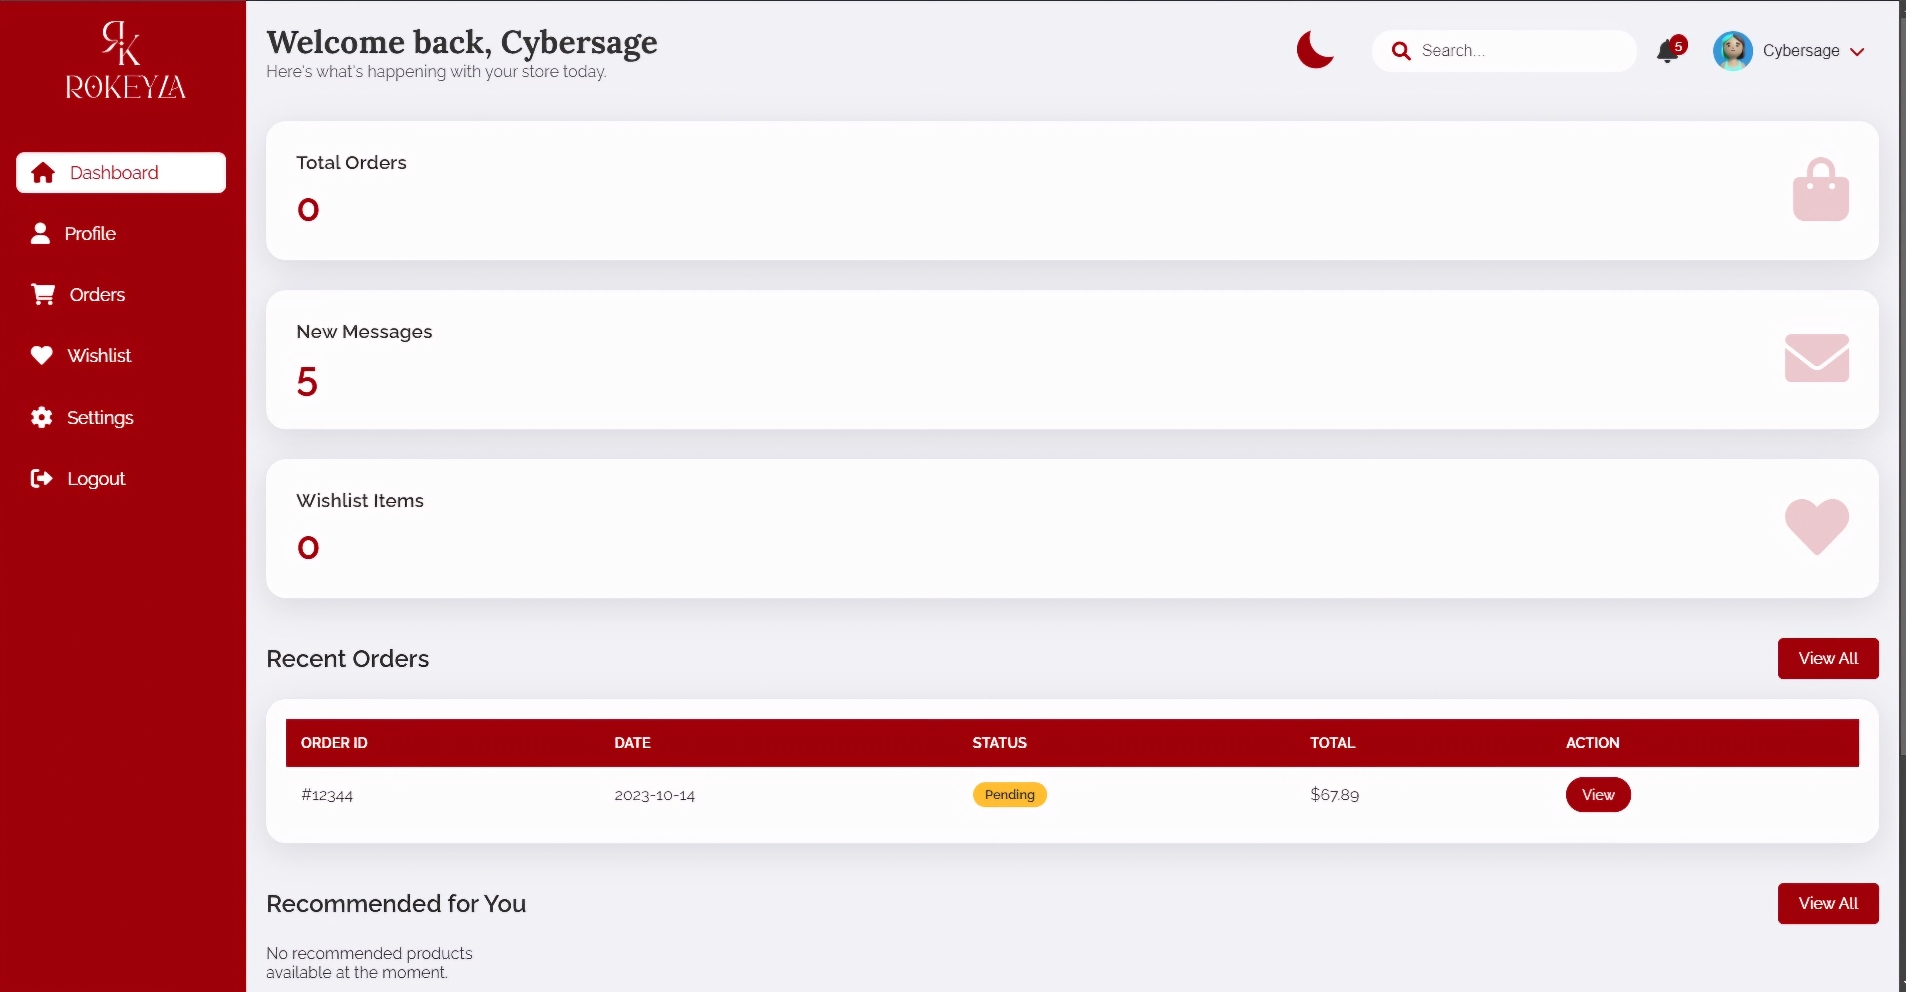 RK
ROKEYZA
Dashboard
Profile
Orders
Wishlist
Settings
Logout
Welcome back, Cybersage
Here's what's happening with your store today.
Search...
5
Cybersage
Total Orders
0
New Messages
5
Wishlist Items
0
Recent Orders
View All
ORDER ID DATE STATUS TOTAL ACTION
#12344 2023-10-14 Pending $67.89 View
Recommended for You
View All
No recommended products
available at the moment.